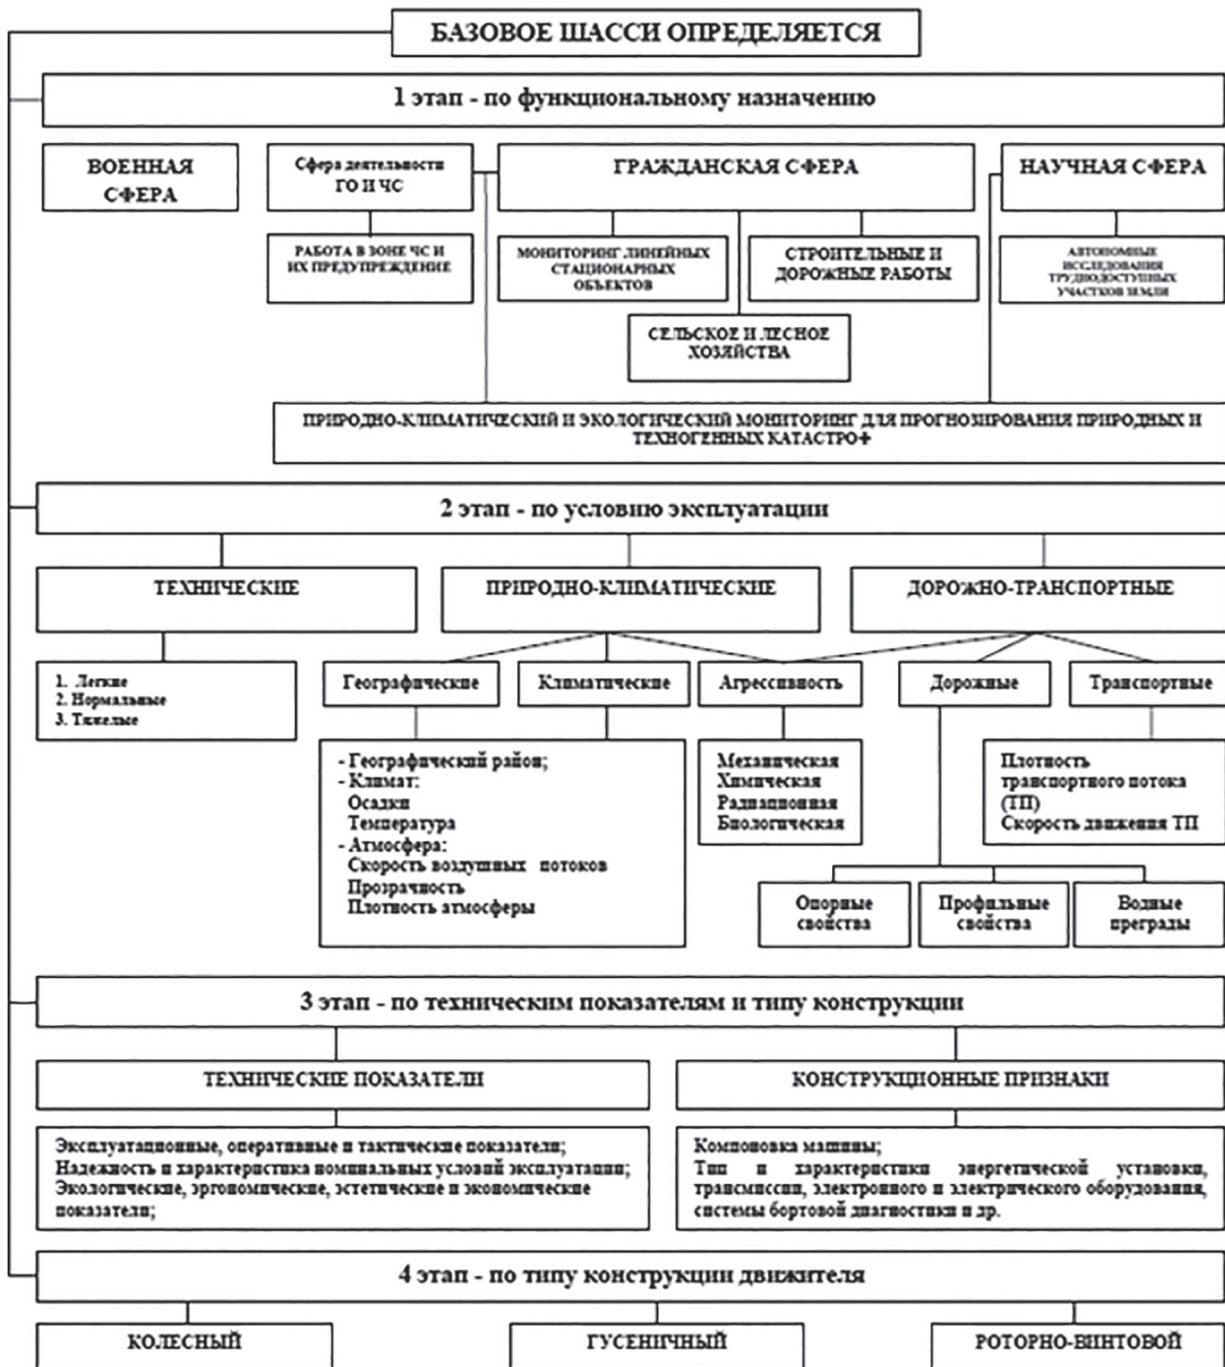 БАЗОВОЕ ШАССИ ОПРЕДЕЛЯЕТСЯ
1 этап - по функциональному назначению
ВОЕННАЯ
СФЕРА
Сфера деятельности
ГО И ЧС
ГРАЖДАНСКАЯ СФЕРА
НАУЧНАЯ СФЕРА
РАБОТА В ЗОНЕ ЧС И
ИХ ПРЕДУПРЕЖДЕНИЕ
МОНИТОРИНГ ЛИНЕЙНЫХ
СТАЦИОНАРНЫХ
ОБЪЕКТОВ
СТРОИТЕЛЬНЫЕ И
ДОРОЖНЫЕ РАБОТЫ
АВТОНОМНЫЕ
ИССЛЕДОВАНИЯ
ТРУДНОДОСТУПНЫХ
УЧАСТКОВ ЗЕМЛИ
СЕЛЬСКОЕ И ЛЕСНОЕ
ХОЗЯЙСТВА
ПРИРОДНО-КЛИМАТИЧЕСКИЙ И ЭКОЛОГИЧЕСКИЙ МОНИТОРИНГ ДЛЯ ПРОГНОЗИРОВАНИЯ ПРИРОДНЫХ И
ТЕХНОГЕННЫХ КАТАСТРОФ
2 этап - по условию эксплуатации
ТЕХНИЧЕСКИЕ
ПРИРОДНО-КЛИМАТИЧЕСКИЕ
ДОРОЖНО-ТРАНСПОРТНЫЕ
1. Легкие
2. Нормальные
3. Тяжелые
Географические
Климатические
Агрессивность
Дорожные
Транспортные
- Географический район;
- Климат:
Осадки
Температура
- Атмосфера:
Скорость воздушных потоков
Прозрачность
Плотность атмосферы
Механическая
Химическая
Радиационная
Биологическая
Плотность
транспортного потока
(ТП)
Скорость движения ТП
Опорные
свойства
Профильные
свойства
Водные
преграды
3 этап - по техническим показателям и типу конструкции
ТЕХНИЧЕСКИЕ ПОКАЗАТЕЛИ
КОНСТРУКЦИОННЫЕ ПРИЗНАКИ
Эксплуатационные, оперативные и тактические показатели;
Надежность и характеристика номинальных условий эксплуатации;
Экологические, эргономические, эстетические и экономические
показатели;
Компоновка машины;
Тип и характеристики энергетической установки,
трансмиссии, электронного и электрического оборудования,
системы бортовой диагностики и др.
4 этап - по типу конструкции движителя
КОЛЕСНЫЙ
ГУСЕНИЧНЫЙ
РОТОРНО-ВИНТОВОЙ